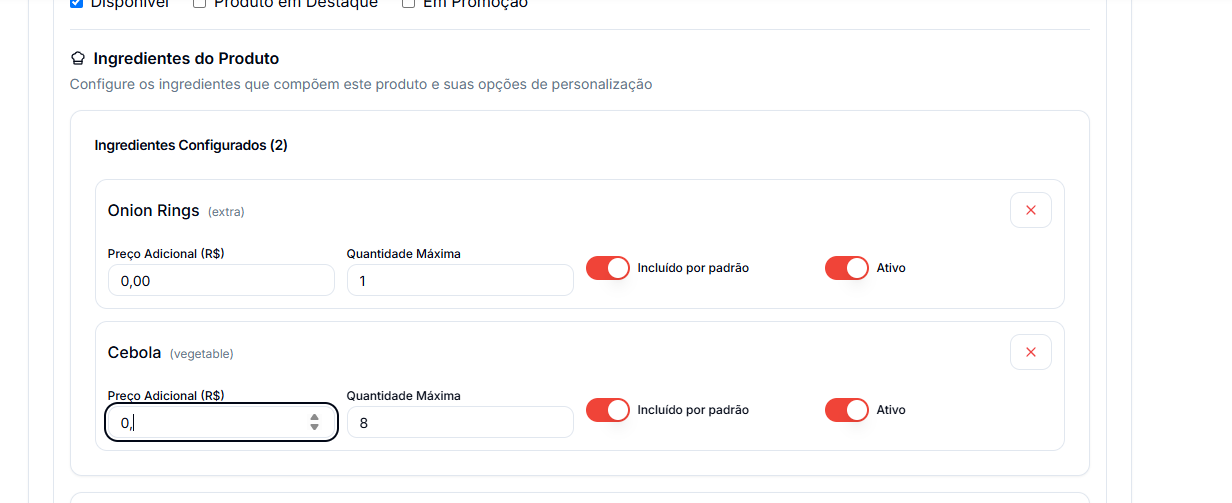 Disponível Produto em Destaque Em Promoção
Ingredientes do Produto
Configure os ingredientes que compõem este produto e suas opções de personalização
Ingredientes Configurados (2)
Onion Rings (extra)
Preço Adicional (R$) Quantidade Máxima
0,00 1 Incluído por padrão Ativo
Cebola (vegetable)
Preço Adicional (R$) Quantidade Máxima
0, 8 Incluído por padrão Ativo